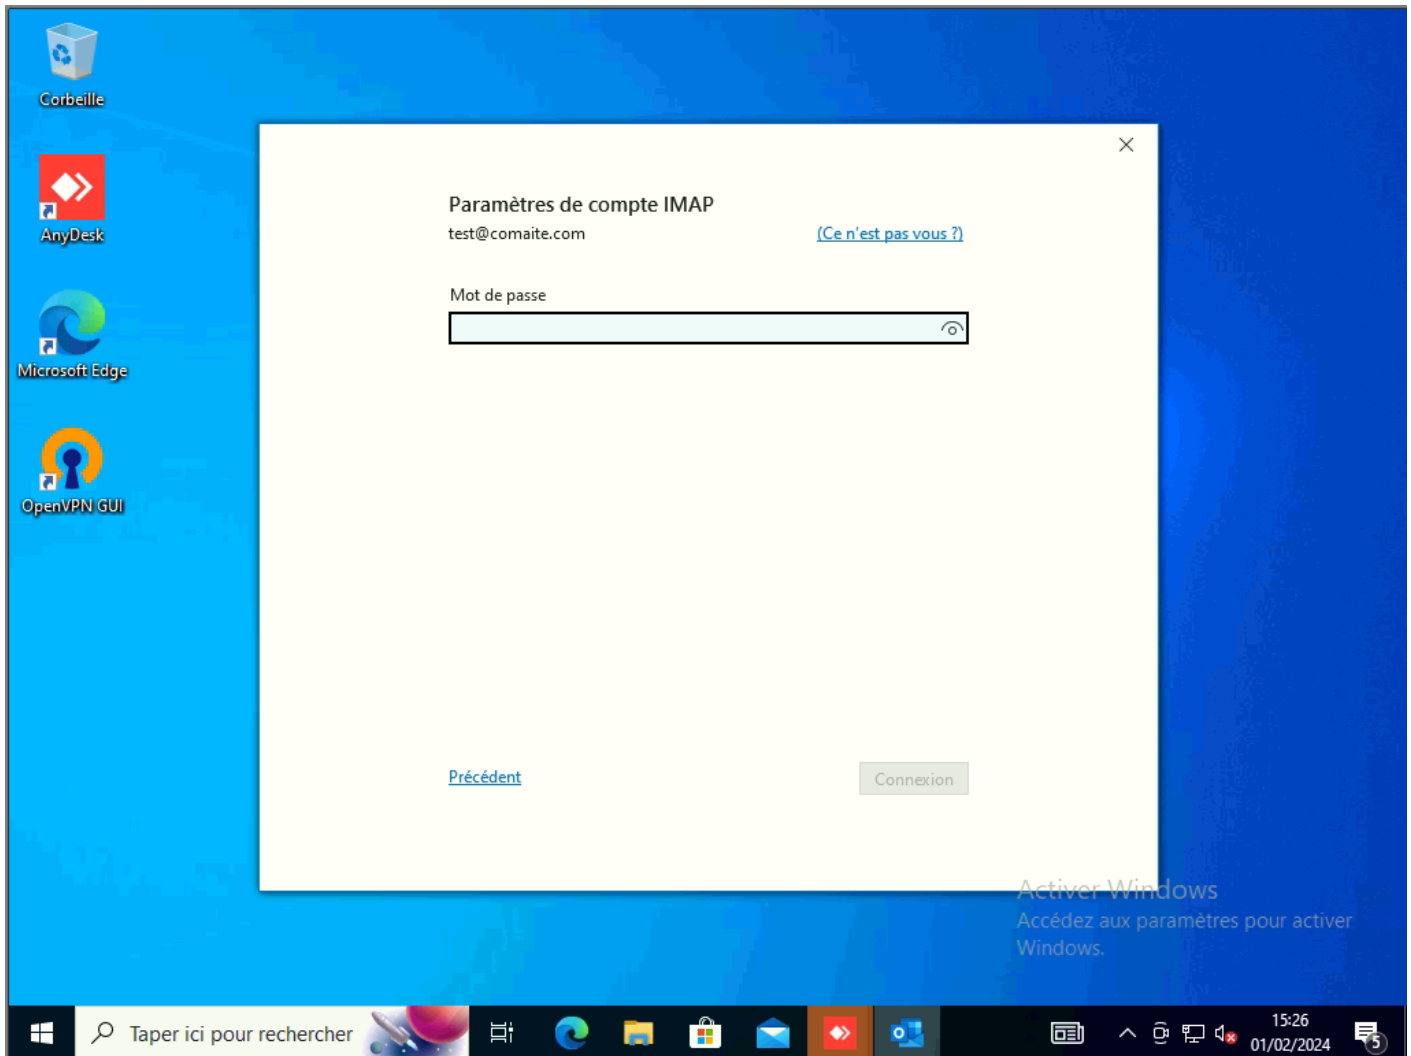 Corbeille
AnyDesk
Microsoft Edge
OpenVPN GUI
Paramètres de compte IMAP
test@comaite.com
(Ce n'est pas vous ?)
Mot de passe
Précédent
Connexion
Activer Windows
Accédez aux paramètres pour activer
Windows.
Taper ici pour rechercher
15:26
01/02/2024
5